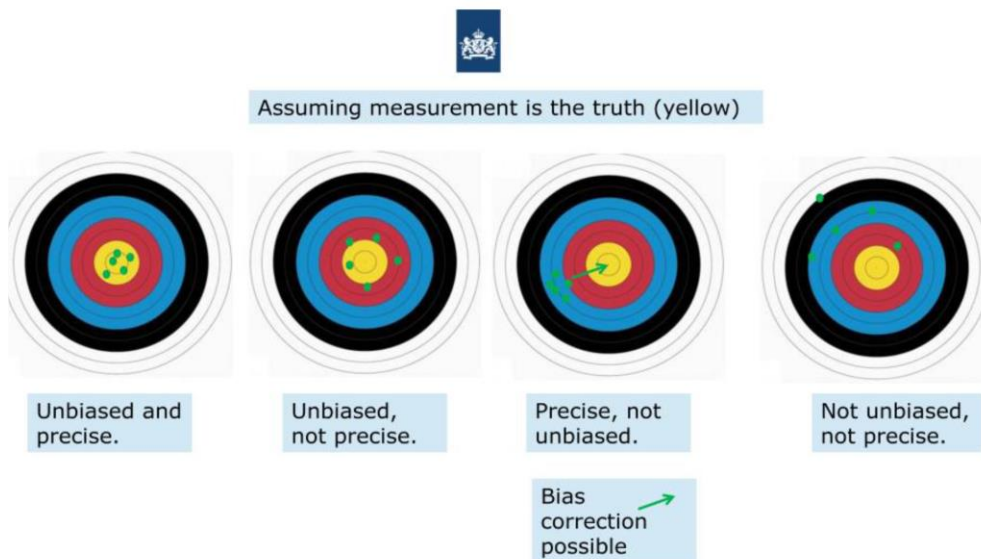 Assuming measurement is the truth (yellow)
Unbiased and
precise.
Unbiased,
not precise.
Precise, not
unbiased.
Not unbiased,
not precise.
Bias
correction
possible